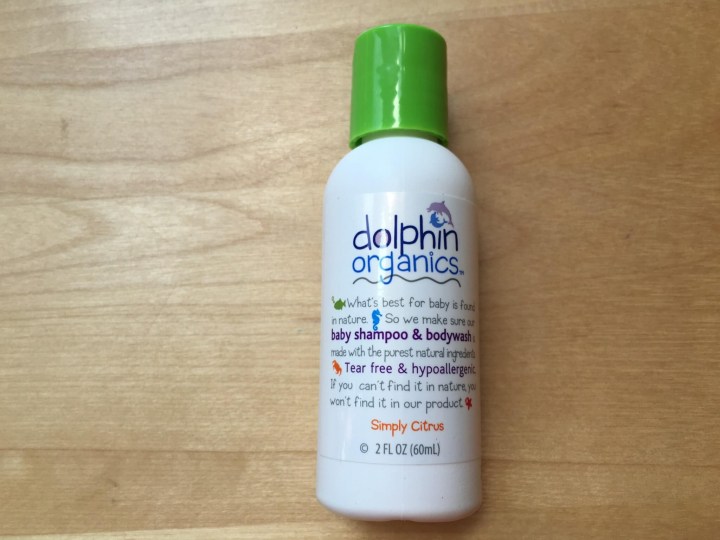 dolphin
organics™
What's best for baby is found
in nature. So we make sure our
baby shampoo & bodywash
made with the purest natural ingredients
Tear free & hypoallergenic.
If you can't find it in nature, you
won't find it in our product.
Simply Citrus
© 2 FL OZ (60mL)